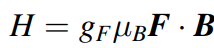 H = g_F μ_B **F** · **B**